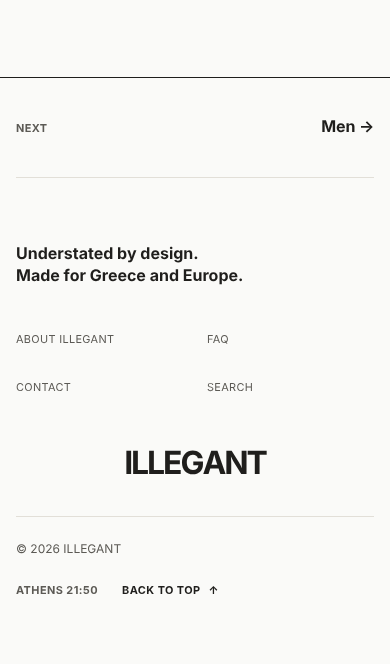 NEXT
Men →
Understated by design.
Made for Greece and Europe.
ABOUT ILLEGANT
FAQ
CONTACT
SEARCH
ILLEGANT
© 2026 ILLEGANT
ATHENS 21:50
BACK TO TOP ↑